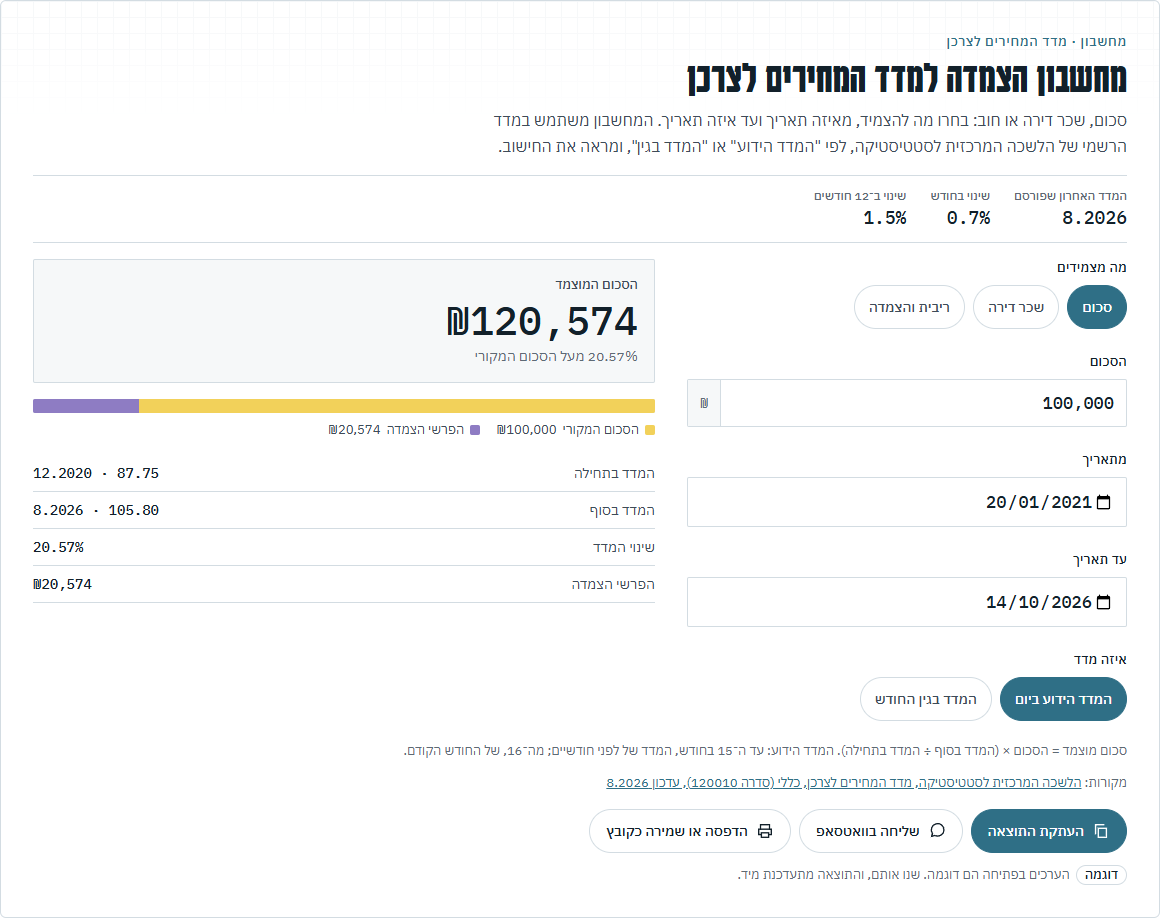 מחשבון · מדד המחירים לצרכן
מחשבון הצמדה למדד המחירים לצרכן
סכום, שכר דירה או חוב: בחרו מה להצמיד, מאיזה תאריך ועד איזה תאריך. המחשבון משתמש במדד
הרשמי של הלשכה המרכזית לסטטיסטיקה, לפי "המדד הידוע" או "המדד בגין", ומראה את החישוב.
המדד האחרון שפורסם
8.2026
שינוי בחודש
0.7%
שינוי ב־12 חודשים
1.5%
מה מצמידים
סכום
שכר דירה
ריבית והצמדה
הסכום
100,000
₪
מתאריך
20/01/2021
עד תאריך
14/10/2026
איזה מדד
המדד הידוע ביום
המדד בגין החודש
הסכום המוצמד
₪120,574
20.57% מעל הסכום המקורי
הסכום המקורי ₪100,000
הפרשי הצמדה ₪20,574
המדד בתחילה
12.2020 · 87.75
המדד בסוף
8.2026 · 105.80
שינוי המדד
20.57%
הפרשי הצמדה
₪20,574
סכום מוצמד = הסכום × (המדד בסוף ÷ המדד בתחילה). המדד הידוע: עד ה־15 בחודש, המדד של לפני חודשיים; מה־16, של החודש הקודם.
מקורות: הלשכה המרכזית לסטטיסטיקה, מדד המחירים לצרכן, כללי (סדרה 120010), עדכון 8.2026
העתקת התוצאה
שליחה בוואטסאפ
הדפסה או שמירה כקובץ
דוגמה
הערכים בפתיחה הם דוגמה. שנו אותם, והתוצאה מתעדכנת מיד.